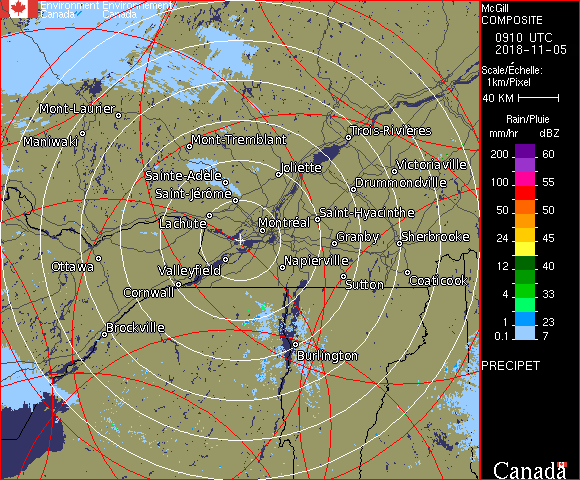 Environment Environnement
Canada Canada
McGill
COMPOSITE
0910 UTC
2018-11-05
Scale/Échelle:
1km/Pixel
40 KM
Rain/Pluie
mm/hr dBZ
200 60
100 55
50 50
24 45
12 40
4 33
1 23
0.1 7
PRECIPET
Canada
Mont-Laurier
Maniwaki
Mont-Tremblant
Trois-Rivières
Joliette
Victoriaville
Sainte-Adèle
Drummondville
Saint-Jérôme
Saint-Hyacinthe
Lachute
Montréal
Granby
Sherbrooke
Ottawa
Valleyfield
Napierville
Cornwall
Sutton
Coaticook
Brockville
Burlington